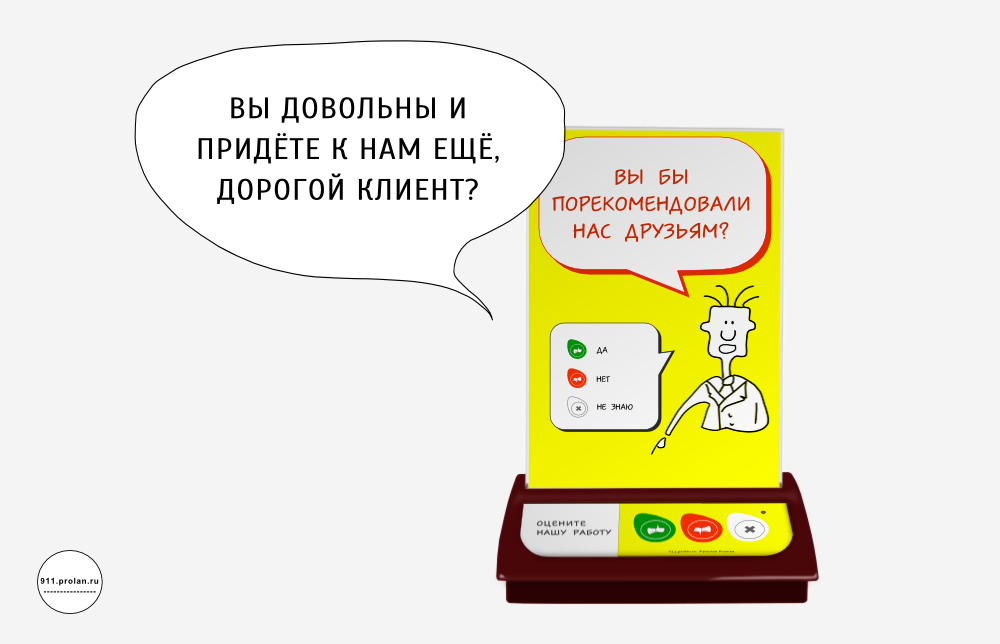 ВЫ ДОВОЛЬНЫ И
ПРИДЁТЕ К НАМ ЕЩЁ,
ДОРОГОЙ КЛИЕНТ?
ВЫ БЫ
ПОРЕКОМЕНДОВАЛИ
НАС ДРУЗЬЯМ?
ДА
НЕТ
НЕ ЗНАЮ
ОЦЕНИТЕ
НАШУ РАБОТУ
911.prolan.ru